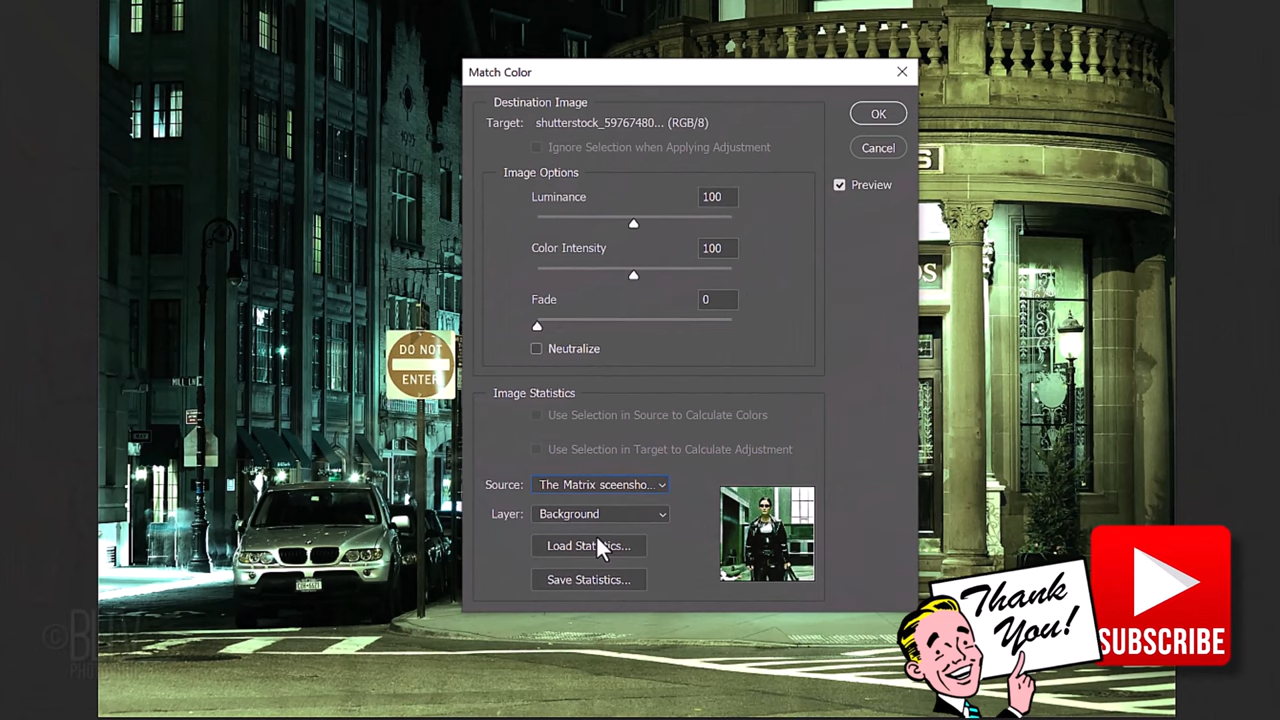 Match Color
Destination Image
Target: shutterstock_59767480... (RGB/8)
Ignore Selection when Applying Adjustment
OK
Cancel
Preview
Image Options
Luminance 100
Color Intensity 100
Fade 0
Neutralize
Image Statistics
Use Selection in Source to Calculate Colors
Use Selection in Target to Calculate Adjustment
Source: The Matrix sceensho...
Layer: Background
Load Statistics...
Save Statistics...
DO NOT
ENTER
MILL LN
Thank
You!
SUBSCRIBE